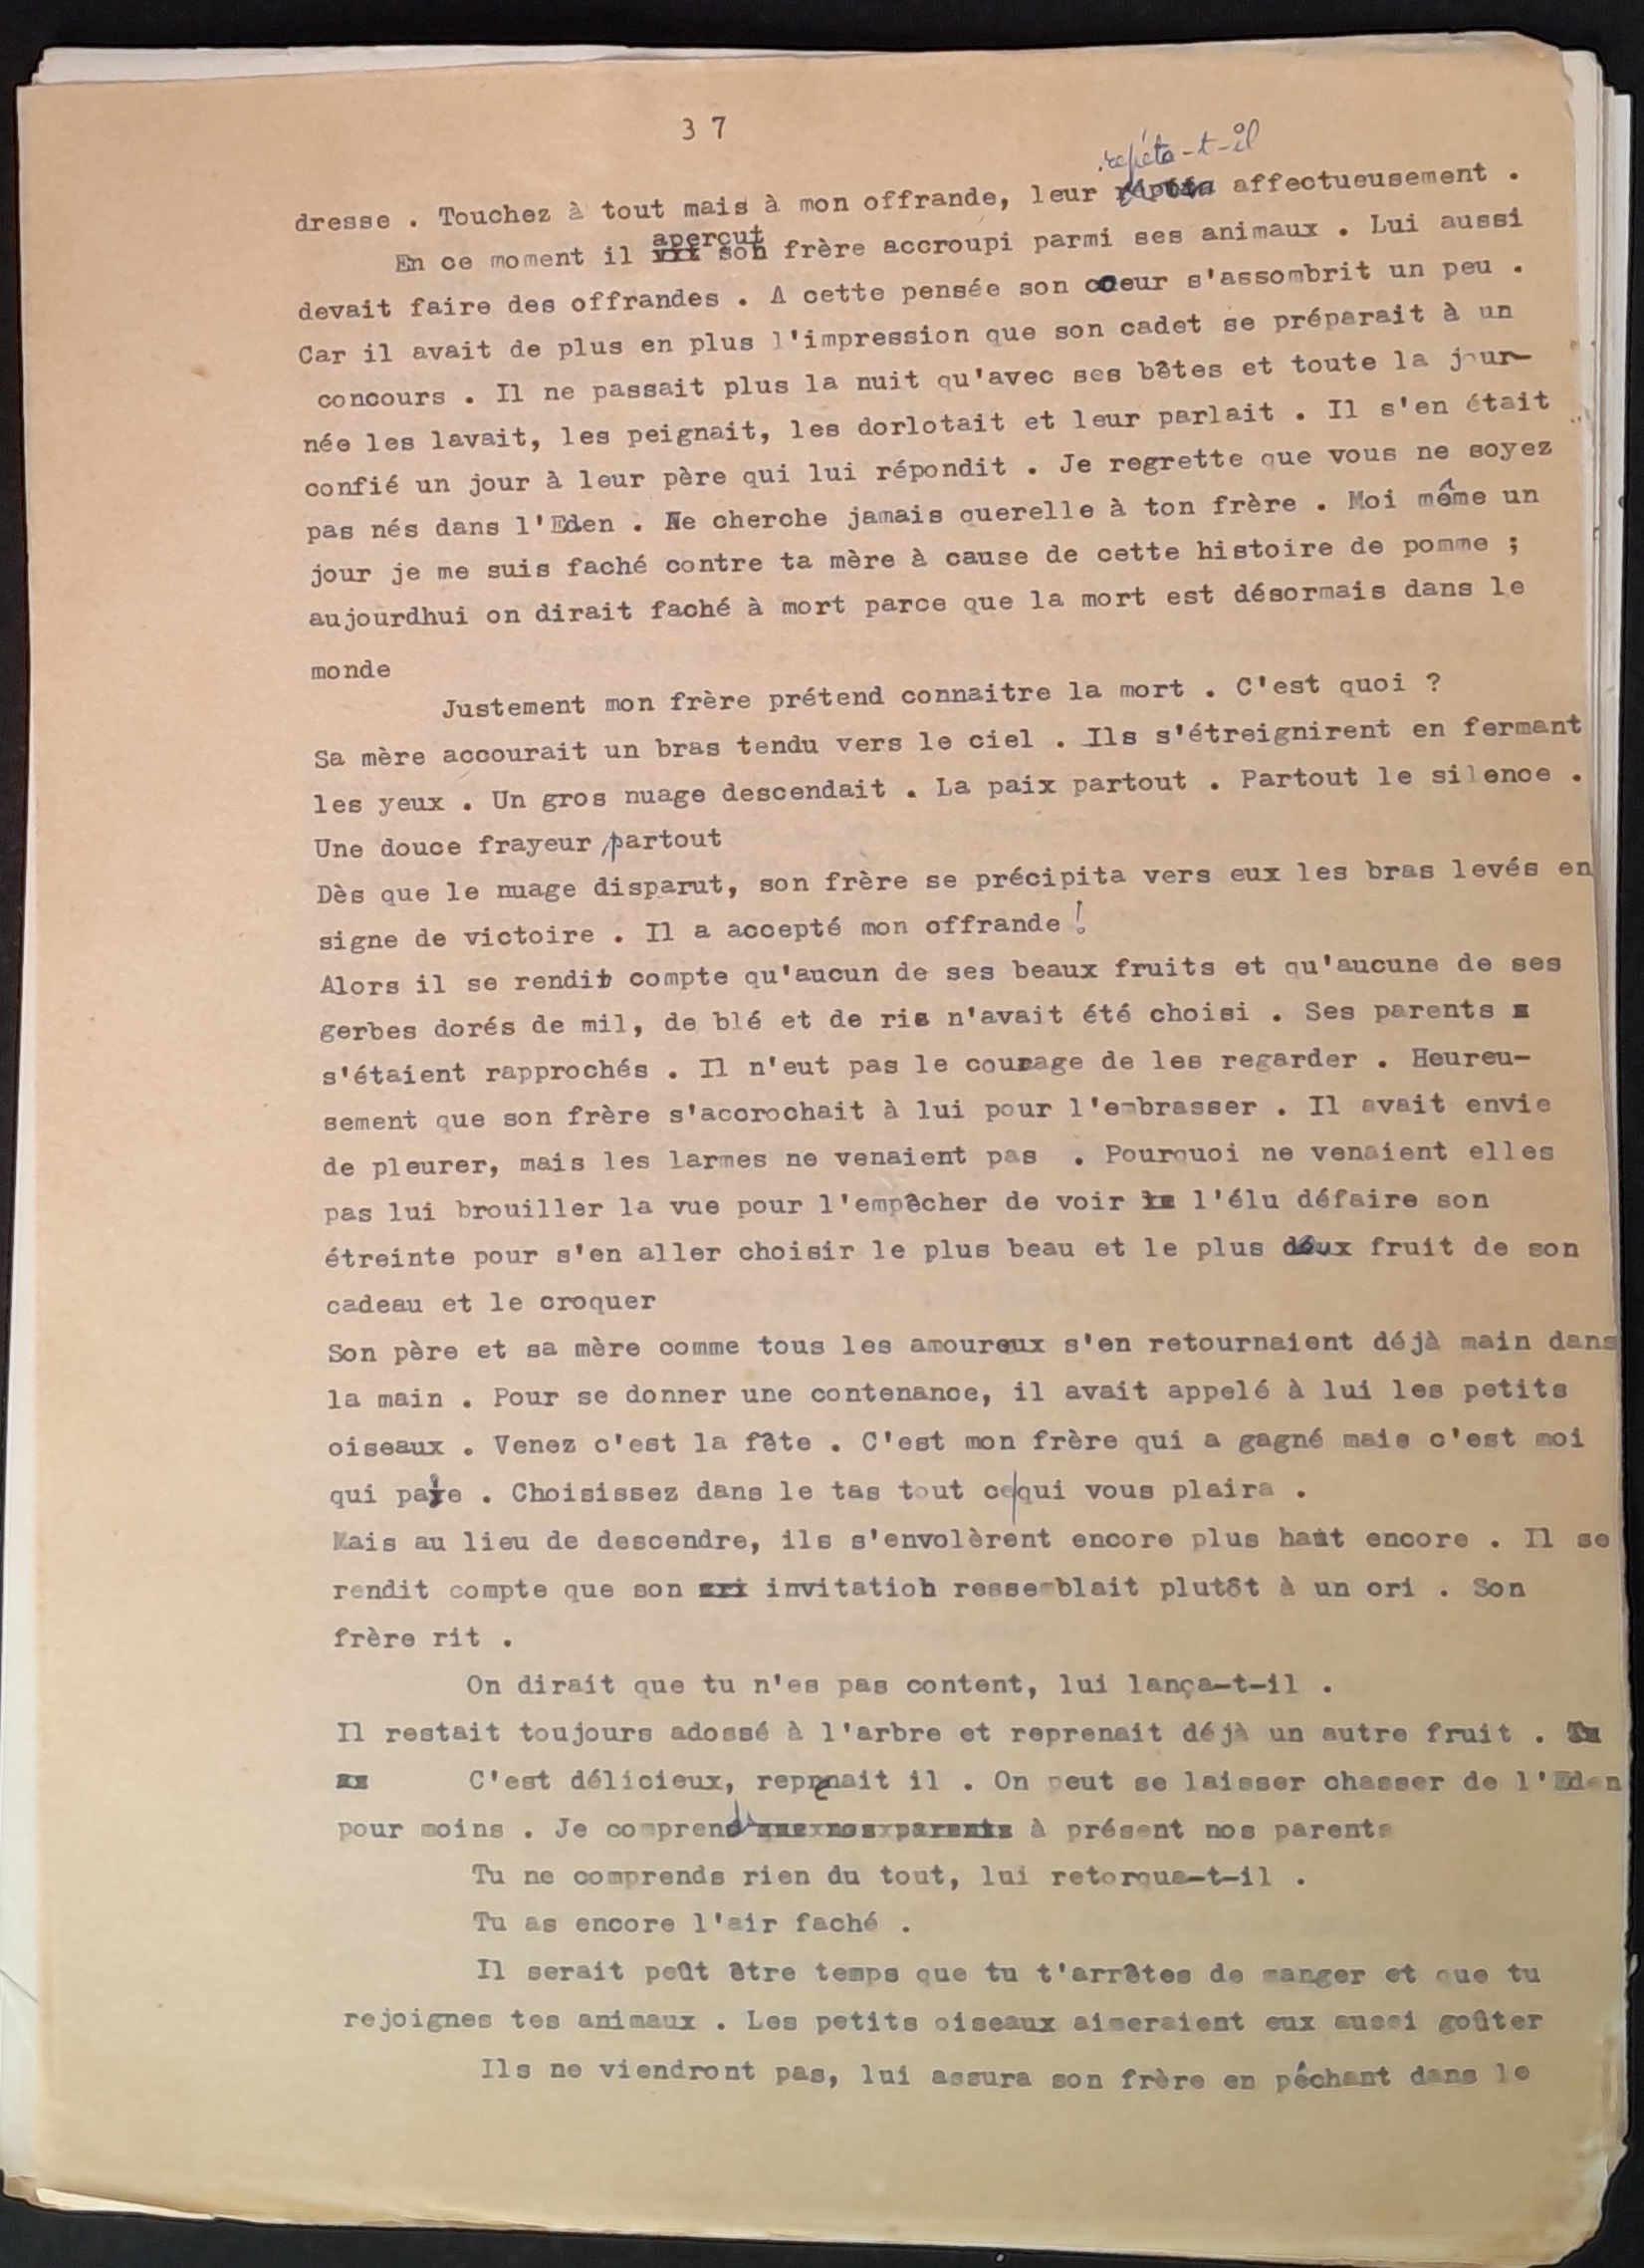 37
répéta-t-il
dresse . Touchez à tout mais à mon offrande, leur affectueusement .
aperçut
En ce moment il vit son frère accroupi parmi ses animaux . Lui aussi
devait faire des offrandes . A cette pensée son coeur s'assombrit un peu .
Car il avait de plus en plus l'impression que son cadet se préparait à un
concours . Il ne passait plus la nuit qu'avec ses bêtes et toute la jour-
née les lavait, les peignait, les dorlotait et leur parlait . Il s'en était
confié un jour à leur père qui lui répondit . Je regrette que vous ne soyez
pas nés dans l'Eden . Ne cherche jamais querelle à ton frère . Moi même un
jour je me suis faché contre ta mère à cause de cette histoire de pomme ;
aujourdhui on dirait faché à mort parce que la mort est désormais dans le
monde
Justement mon frère prétend connaitre la mort . C'est quoi ?
Sa mère accourait un bras tendu vers le ciel . Ils s'étreignirent en fermant
les yeux . Un gros nuage descendait . La paix partout . Partout le silence .
Une douce frayeur partout
Dès que le nuage disparut, son frère se précipita vers eux les bras levés en
signe de victoire . Il a accepté mon offrande !
Alors il se rendit compte qu'aucun de ses beaux fruits et qu'aucune de ses
gerbes dorés de mil, de blé et de ris n'avait été choisi . Ses parents
s'étaient rapprochés . Il n'eut pas le courage de les regarder . Heureu-
sement que son frère s'accrochait à lui pour l'embrasser . Il avait envie
de pleurer, mais les larmes ne venaient pas . Pourquoi ne venaient elles
pas lui brouiller la vue pour l'empêcher de voir le l'élu défaire son
étreinte pour s'en aller choisir le plus beau et le plus doux fruit de son
cadeau et le croquer
Son père et sa mère comme tous les amoureux s'en retournaient déjà main dans
la main . Pour se donner une contenance, il avait appelé à lui les petits
oiseaux . Venez c'est la fête . C'est mon frère qui a gagné mais c'est moi
qui paie . Choisissez dans le tas tout ce qui vous plaira .
Mais au lieu de descendre, ils s'envolèrent encore plus haut encore . Il se
rendit compte que son cri invitation ressemblait plutôt à un cri . Son
frère rit .
On dirait que tu n'es pas content, lui lança-t-il .
Il restait toujours adossé à l'arbre et reprenait déjà un autre fruit . Tu
C'est délicieux, reprenait il . On peut se laisser chasser de l'Eden
pour moins . Je comprends que nos parents à présent nos parents
Tu ne comprends rien du tout, lui retorqua-t-il .
Tu as encore l'air faché .
Il serait peût être temps que tu t'arrêtes de manger et que tu
rejoignes tes animaux . Les petits oiseaux aimeraient eux aussi goûter
Ils ne viendront pas, lui assura son frère en pêchant dans le